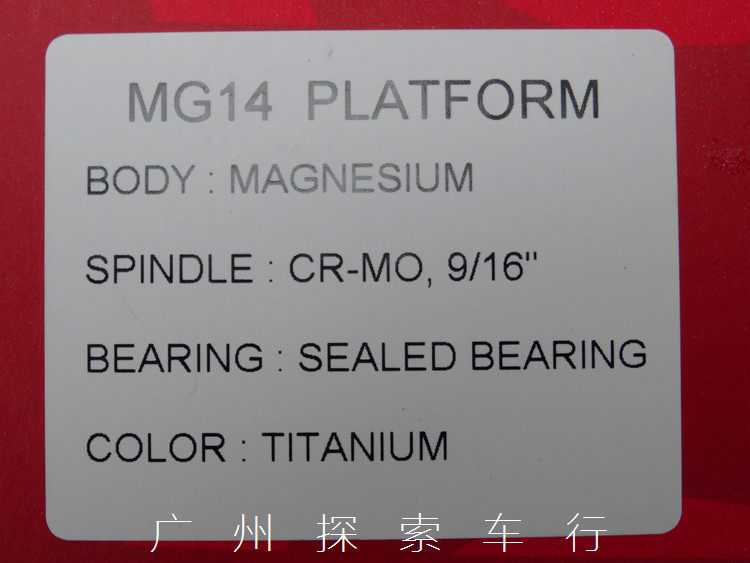 MG14 PLATFORM
BODY : MAGNESIUM
SPINDLE : CR-MO, 9/16"
BEARING : SEALED BEARING
COLOR : TITANIUM
广州探索车行